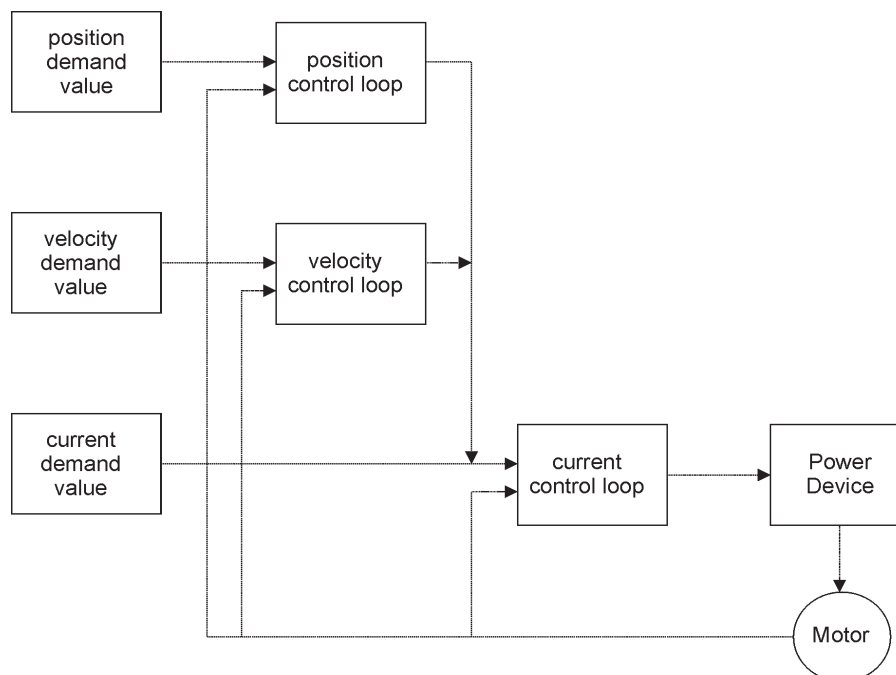 position
demand
value
position
control loop
velocity
demand
value
velocity
control loop
current
demand
value
current
control loop
Power
Device
Motor